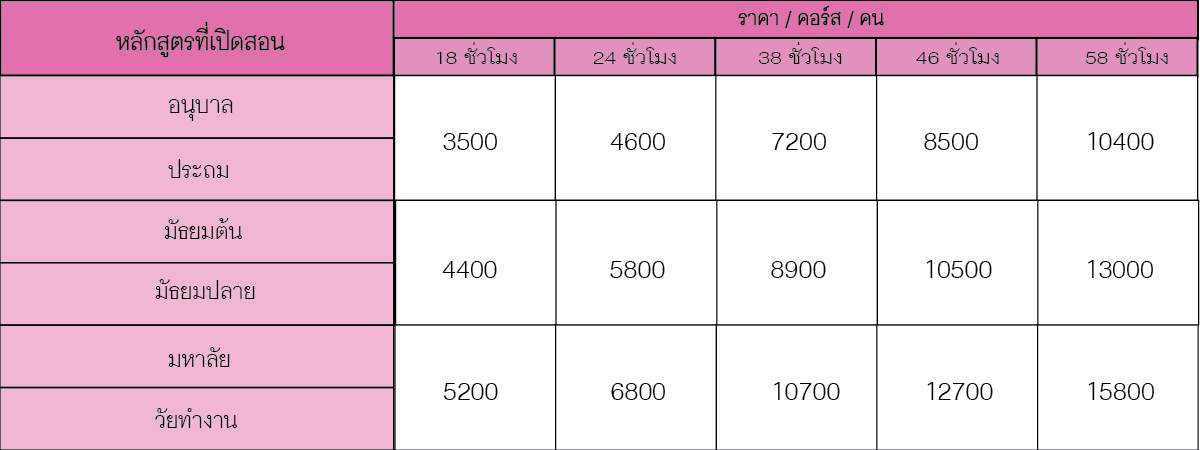 หลักสูตรที่เปิดสอน
ราคา / คอร์ส / คน
18 ชั่วโมง 24 ชั่วโมง 38 ชั่วโมง 46 ชั่วโมง 58 ชั่วโมง
อนุบาล
3500 4600 7200 8500 10400
ประถม
มัธยมต้น
4400 5800 8900 10500 13000
มัธยมปลาย
มหาลัย
5200 6800 10700 12700 15800
วัยทำงาน